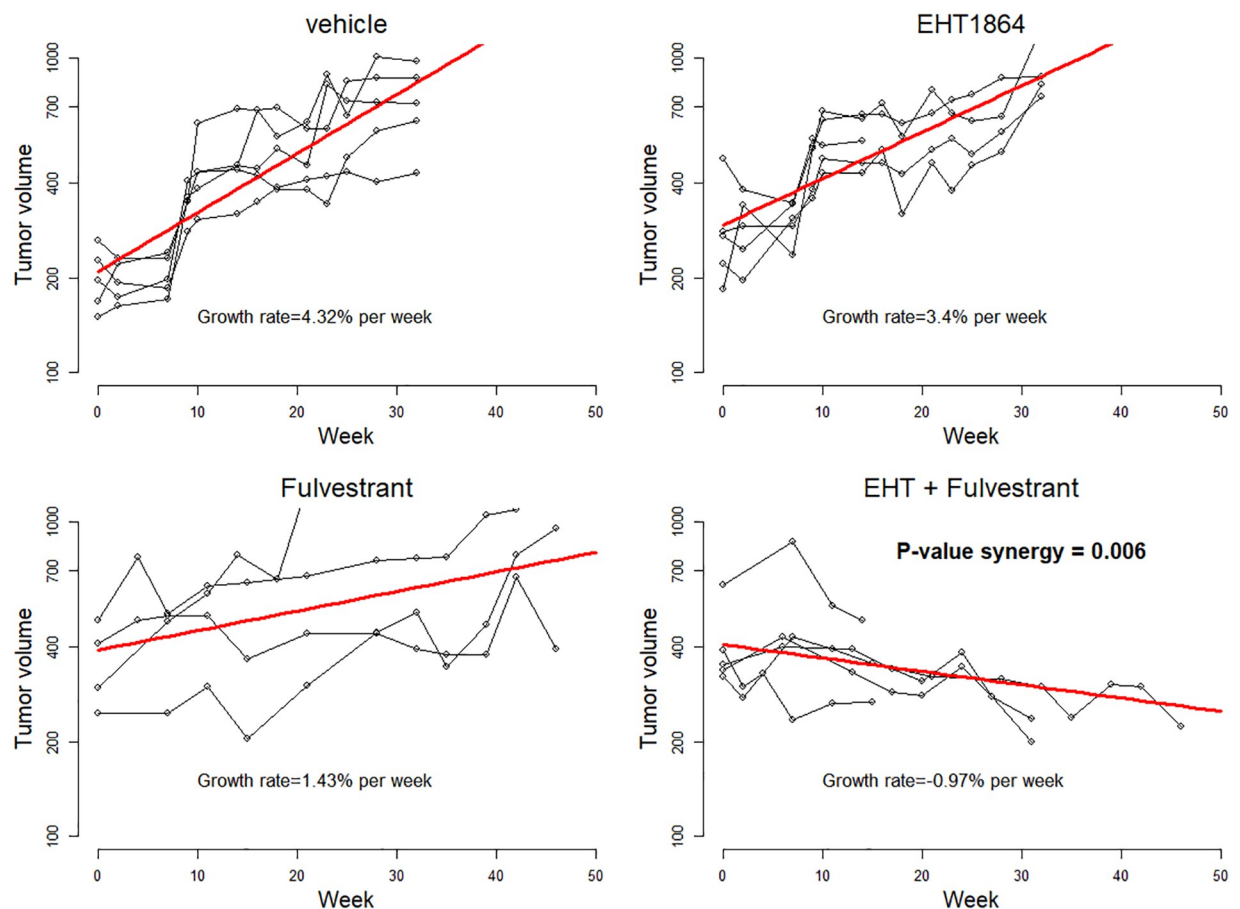 vehicle
1000
700
400
200
100
Tumor volume
Growth rate=4.32% per week
0 10 20 30 40 50
Week
EHT1864
1000
700
400
200
100
Tumor volume
Growth rate=3.4% per week
0 10 20 30 40 50
Week
Fulvestrant
1000
700
400
200
100
Tumor volume
Growth rate=1.43% per week
0 10 20 30 40 50
Week
EHT + Fulvestrant
1000
700
400
200
100
Tumor volume
P-value synergy = 0.006
Growth rate=-0.97% per week
0 10 20 30 40 50
Week